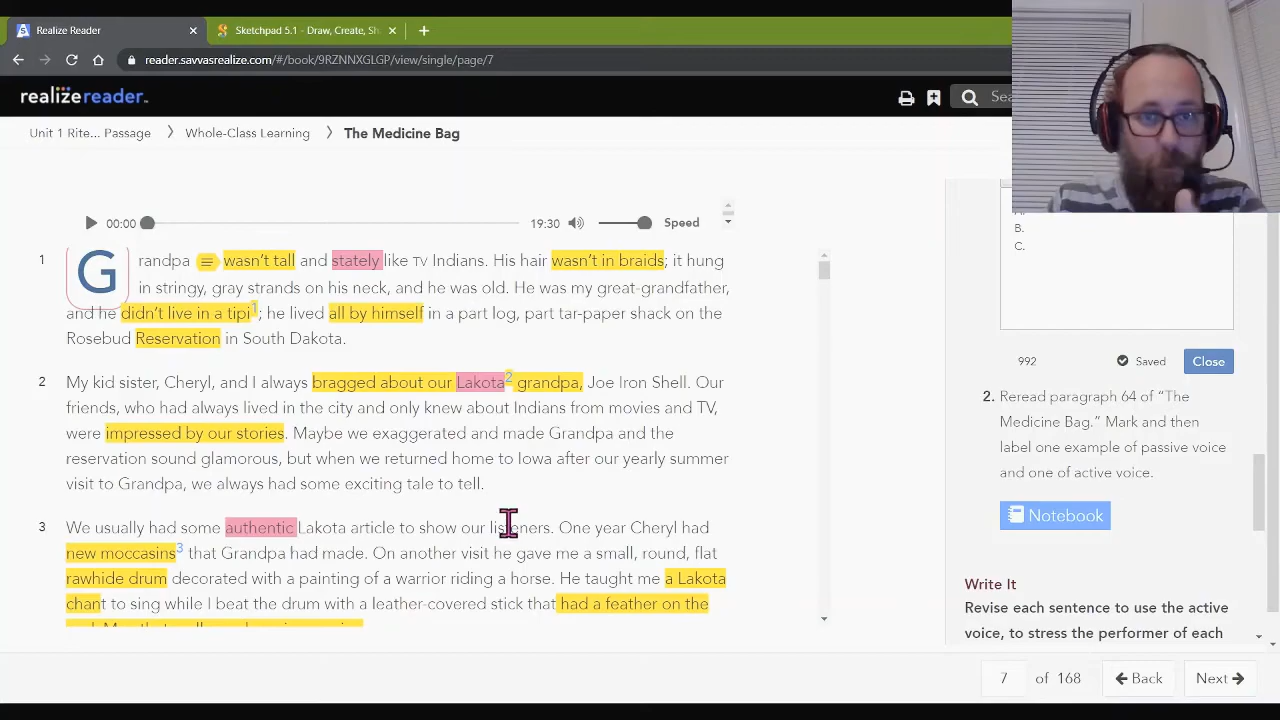 Realize Reader
Sketchpad 5.1 - Draw, Create, Sh
reader.savvasrealize.com/#/book/9RZNNXGLGP/view/single/page/7
realizereader
Sea
Unit 1 Rite... Passage
Whole-Class Learning
The Medicine Bag
00:00
19:30
Speed
1
Grandpa wasn't tall and stately like TV Indians. His hair wasn't in braids; it hung
in stringy, gray strands on his neck, and he was old. He was my great-grandfather,
and he didn't live in a tipi1; he lived all by himself in a part log, part tar-paper shack on the
Rosebud Reservation in South Dakota.
2
My kid sister, Cheryl, and I always bragged about our Lakota2 grandpa, Joe Iron Shell. Our
friends, who had always lived in the city and only knew about Indians from movies and TV,
were impressed by our stories. Maybe we exaggerated and made Grandpa and the
reservation sound glamorous, but when we returned home to Iowa after our yearly summer
visit to Grandpa, we always had some exciting tale to tell.
3
We usually had some authentic Lakota article to show our listeners. One year Cheryl had
new moccasins3 that Grandpa had made. On another visit he gave me a small, round, flat
rawhide drum decorated with a painting of a warrior riding a horse. He taught me a Lakota
chant to sing while I beat the drum with a leather-covered stick that had a feather on the
B.
C.
992
Saved
Close
2. Reread paragraph 64 of "The
Medicine Bag." Mark and then
label one example of passive voice
and one of active voice.
Notebook
Write It
Revise each sentence to use the active
voice, to stress the performer of each
7 of 168
Back
Next